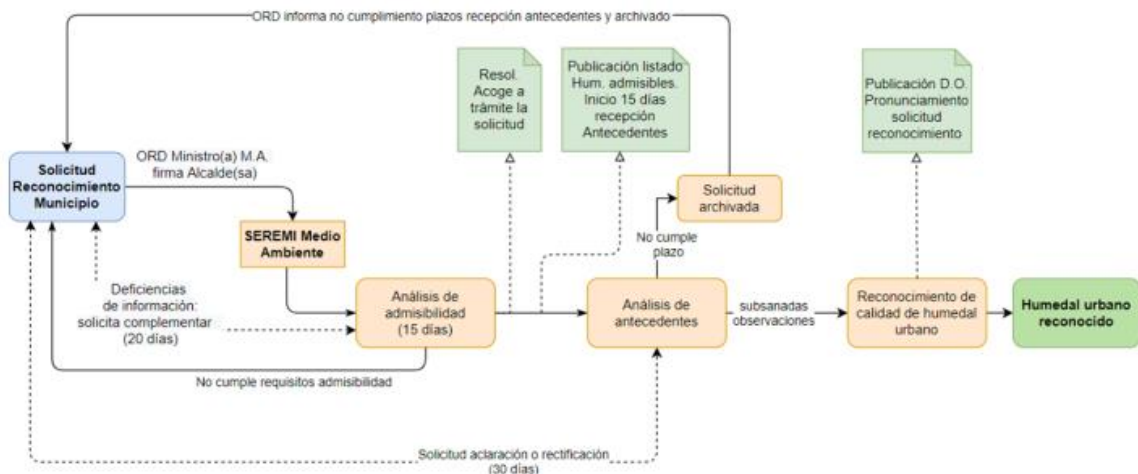 ORD informa no cumplimiento plazos recepción antecedentes y archivado
Resol.
Acoge a
trámite la
solicitud
Publicación listado
Hum. admisibles.
Inicio 15 días
recepción
Antecedentes
Publicación D.O.
Pronunciamiento
solicitud
reconocimiento
Solicitud
Reconocimiento
Municipio
ORD Ministro(a) M.A.
firma Alcalde(sa)
SEREMI Medio
Ambiente
Solicitud
archivada
No cumple
plazo
Deficiencias
de información:
solicita complementar
(20 días)
Análisis de
admisibilidad
(15 días)
Análisis de
antecedentes
subsanadas
observaciones
Reconocimiento de
calidad de humedal
urbano
Humedal urbano
reconocido
No cumple requisitos admisibilidad
Solicitud aclaración o rectificación
(30 días)